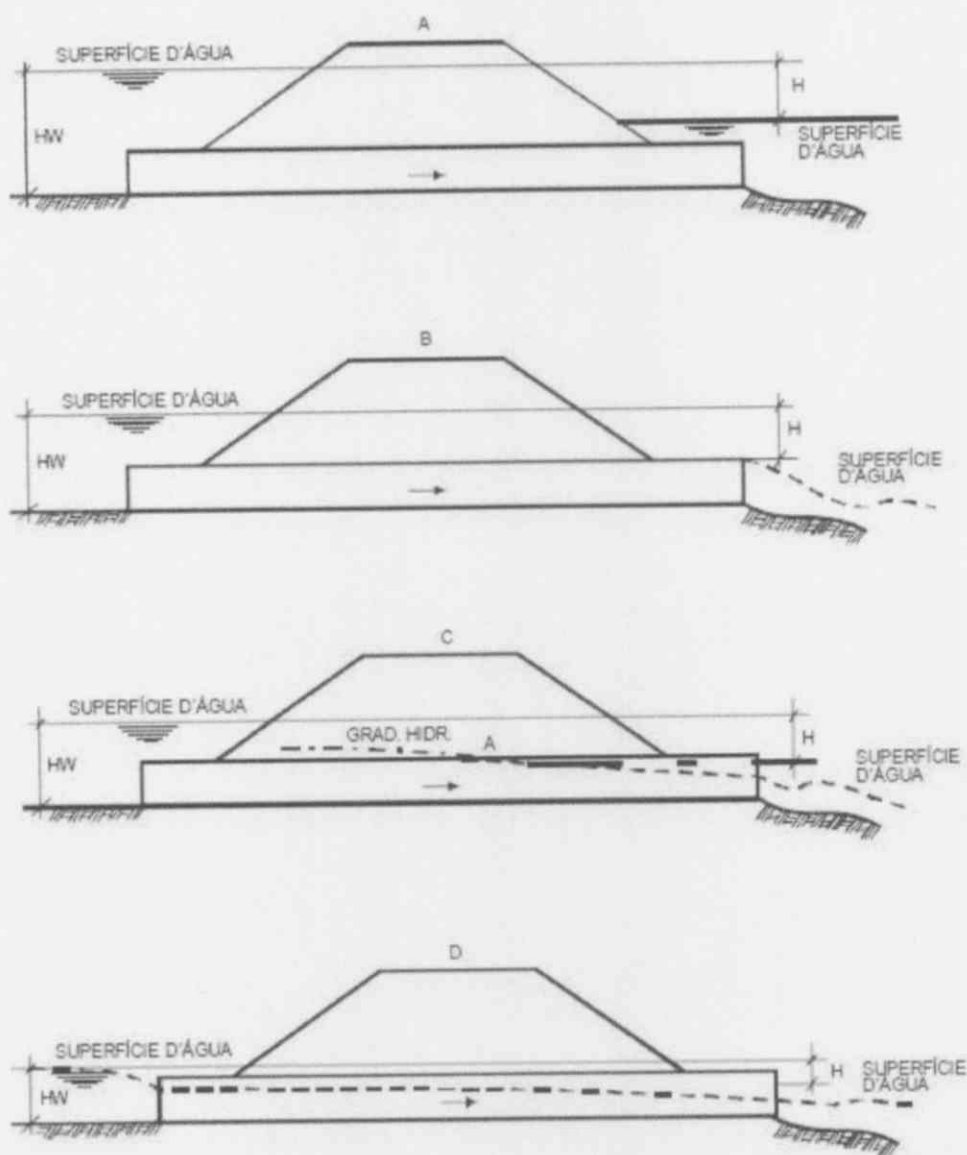 A
SUPERFÍCIE D'ÁGUA
H
HW
SUPERFÍCIE
D'ÁGUA
B
SUPERFÍCIE D'ÁGUA
H
HW
SUPERFÍCIE
D'ÁGUA
C
SUPERFÍCIE D'ÁGUA
GRAD. HIDR.
A
H
HW
SUPERFÍCIE
D'ÁGUA
D
SUPERFÍCIE D'ÁGUA
H
HW
SUPERFÍCIE
D'ÁGUA